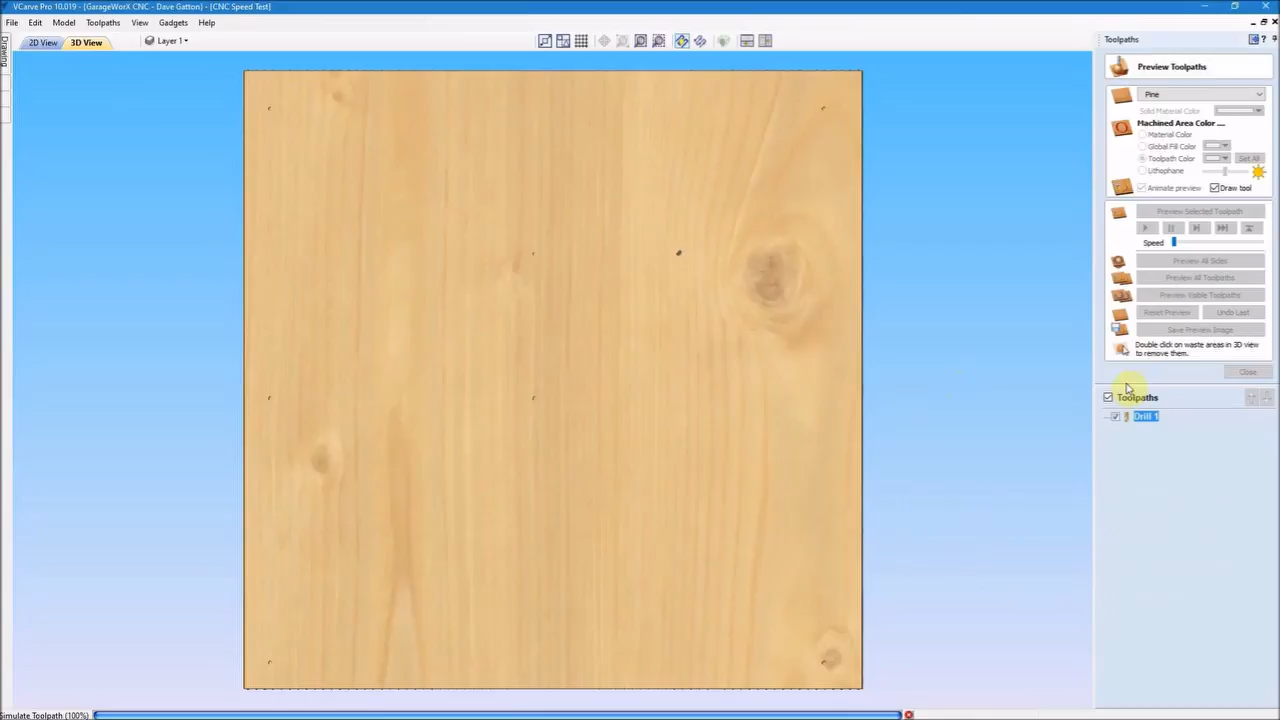 VCarve Pro 10.019 - {GarageWorX CNC - Dave Gatton} - [CNC Speed Test]
File Edit Model Toolpaths View Gadgets Help
2D View 3D View Layer 1
Drawing
Toolpaths
Preview Toolpaths
Pine
Solid Material Color
Machined Area Color ...
Material Color
Global Fill Color
Toolpath Color Set All
Lithophane
Animate preview Draw tool
Preview Selected Toolpath
Speed
Preview All Sides
Preview All Toolpaths
Preview Visible Toolpaths
Reset Preview Undo Last
Save Preview Image
Double click on waste areas in 3D view
to remove them.
Close
Toolpaths
Drill 1
Simulate Toolpath (100%)